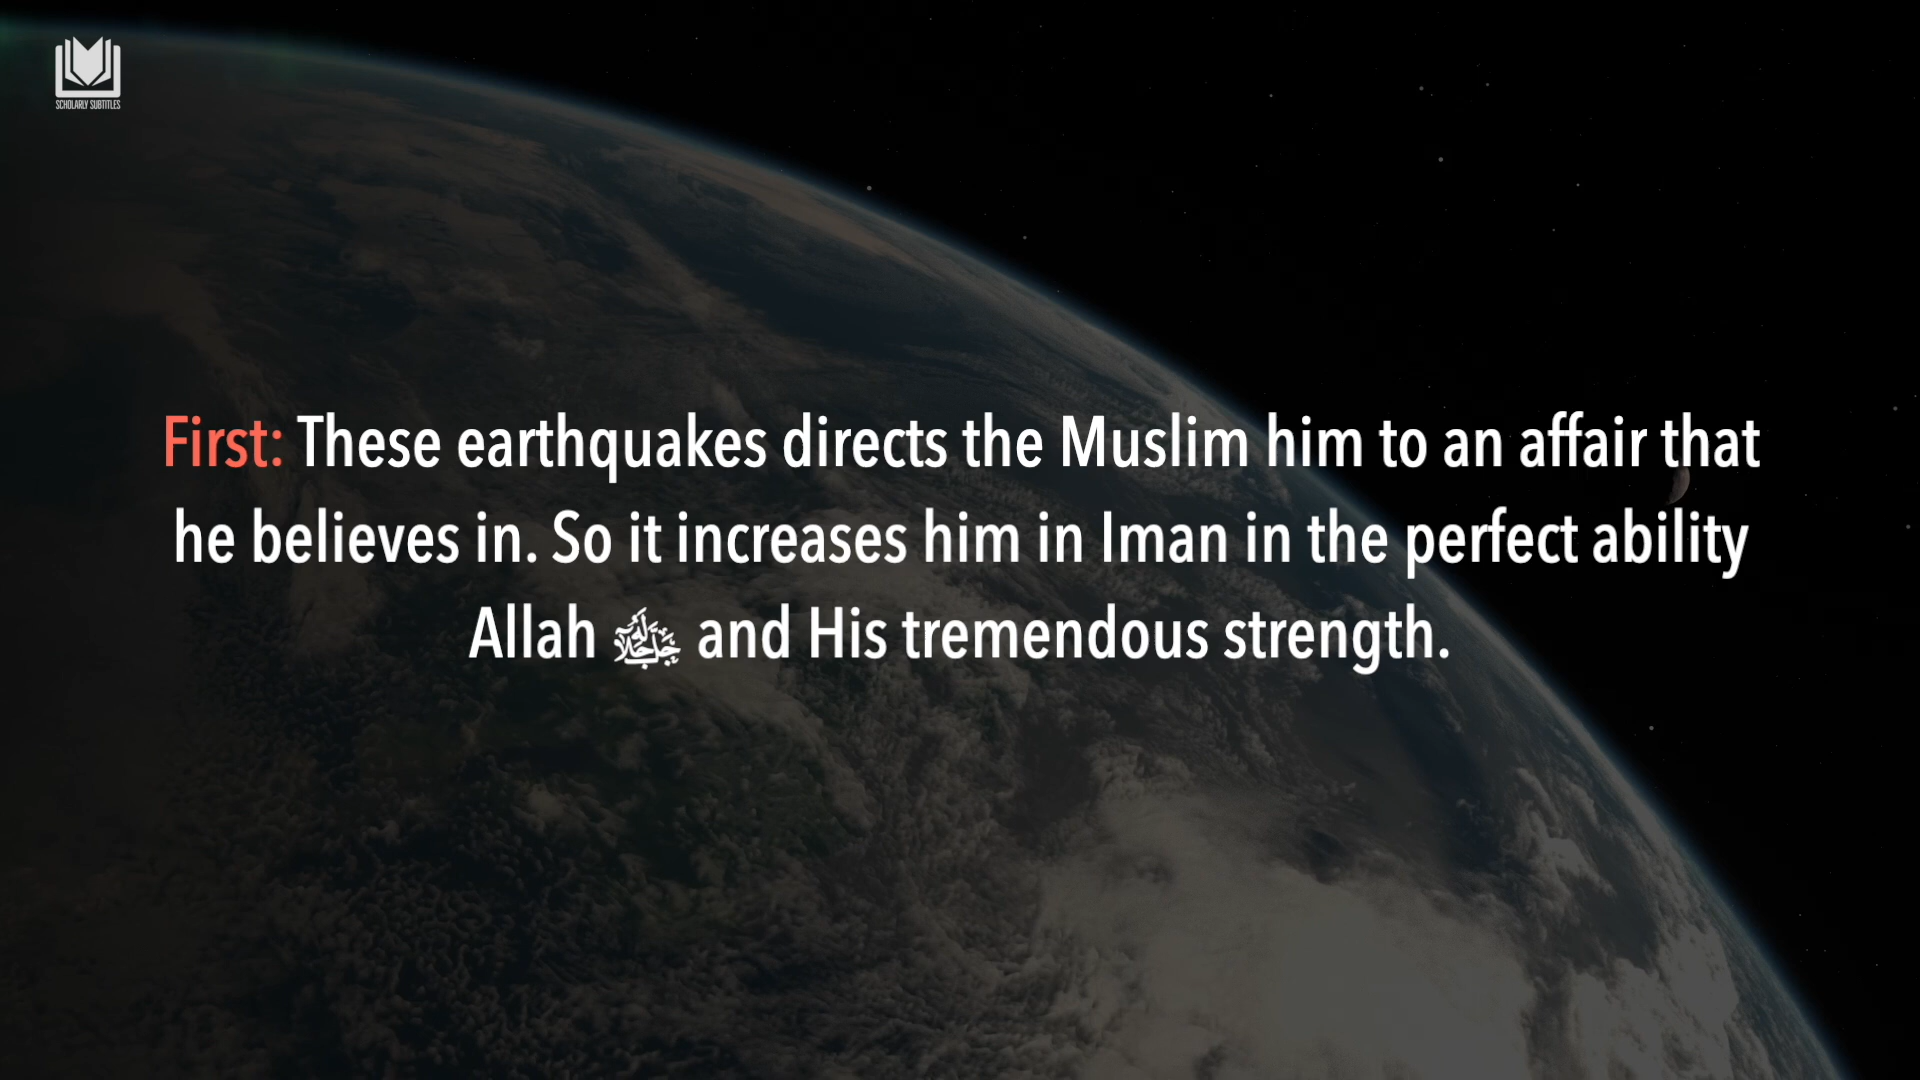 SCHOLARLY SUBTITLES
First: These earthquakes directs the Muslim him to an affair that
he believes in. So it increases him in Iman in the perfect ability
Allah ﷻ and His tremendous strength.